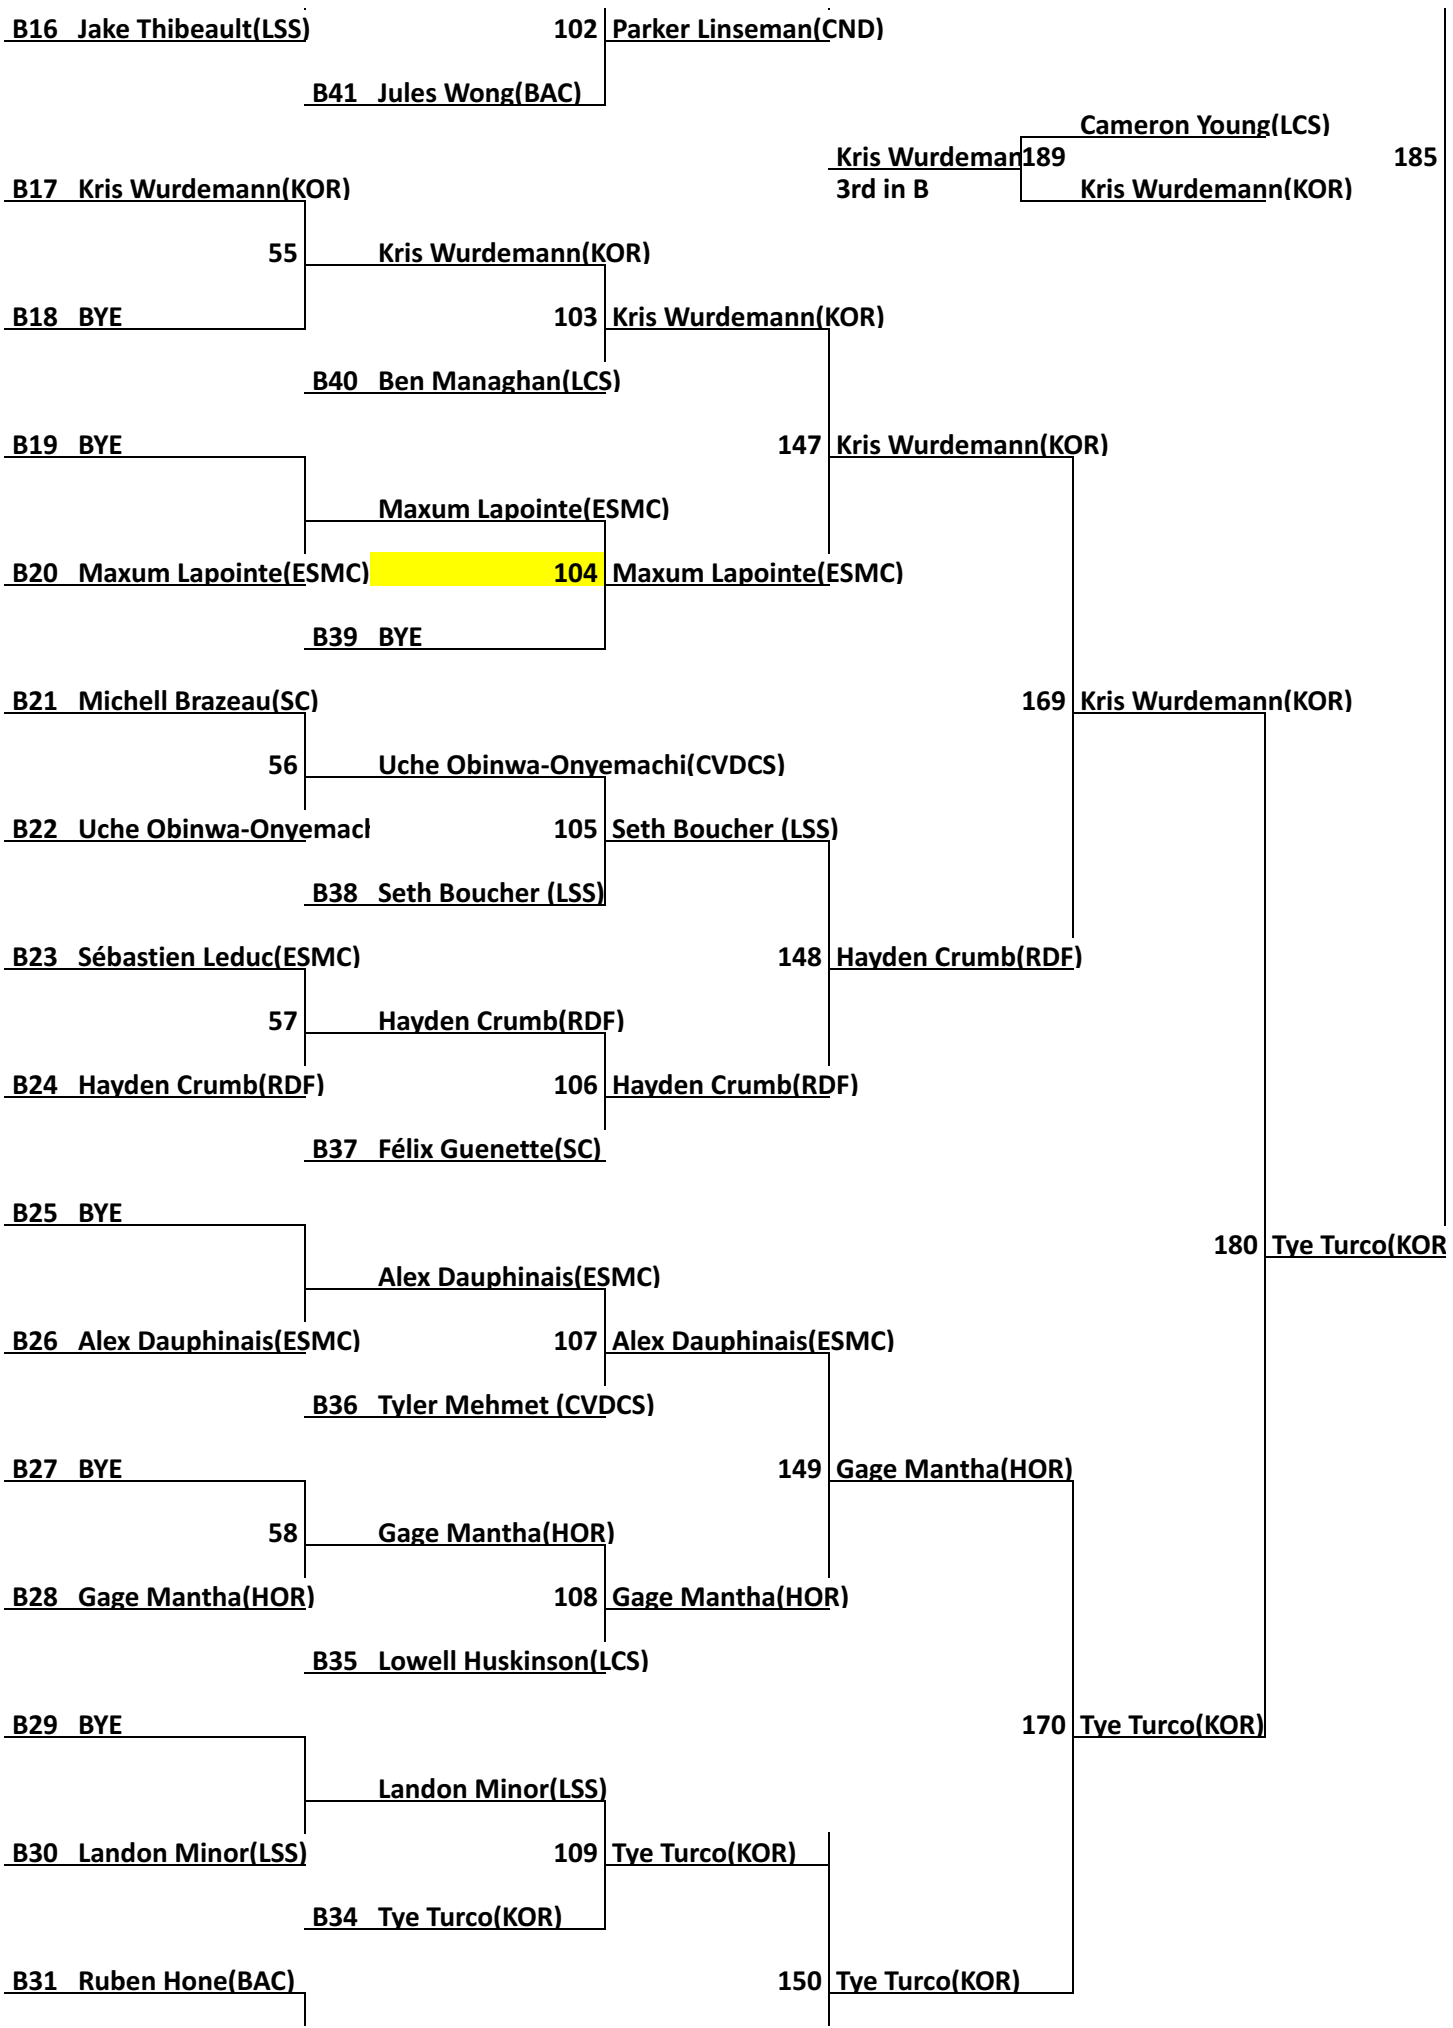 B16 Jake Thibeault(LSS) 102 Parker Linseman(CND)
B41 Jules Wong(BAC)
Cameron Young(LCS)
Kris Wurdeman 189 185
B17 Kris Wurdemann(KOR) 3rd in B Kris Wurdemann(KOR)
55 Kris Wurdemann(KOR)
B18 BYE 103 Kris Wurdemann(KOR)
B40 Ben Managhan(LCS)
B19 BYE 147 Kris Wurdemann(KOR)
Maxum Lapointe(ESMC)
B20 Maxum Lapointe(ESMC) 104 Maxum Lapointe(ESMC)
B39 BYE
B21 Michell Brazeau(SC) 169 Kris Wurdemann(KOR)
56 Uche Obinwa-Onyemachi(CVDCS)
B22 Uche Obinwa-Onyemach 105 Seth Boucher (LSS)
B38 Seth Boucher (LSS)
B23 Sébastien Leduc(ESMC) 148 Hayden Crumb(RDF)
57 Hayden Crumb(RDF)
B24 Hayden Crumb(RDF) 106 Hayden Crumb(RDF)
B37 Félix Guenette(SC)
B25 BYE
180 Tye Turco(KOR
Alex Dauphinais(ESMC)
B26 Alex Dauphinais(ESMC) 107 Alex Dauphinais(ESMC)
B36 Tyler Mehmet (CVDCS)
B27 BYE 149 Gage Mantha(HOR)
58 Gage Mantha(HOR)
B28 Gage Mantha(HOR) 108 Gage Mantha(HOR)
B35 Lowell Huskinson(LCS)
B29 BYE 170 Tye Turco(KOR)
Landon Minor(LSS)
B30 Landon Minor(LSS) 109 Tye Turco(KOR)
B34 Tye Turco(KOR)
B31 Ruben Hone(BAC) 150 Tye Turco(KOR)